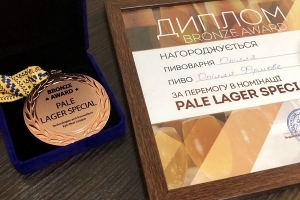 BRONZE
AWARD
PALE
LAGER SPECIAL
ДИПЛОМ
BRONZE AWARD
НАГОРОДЖУЄТЬСЯ
ПИВОВАРНЯ
ПИВО
ЗА ПЕРЕМОГУ В НОМІНАЦІЇ
PALE LAGER SPECI